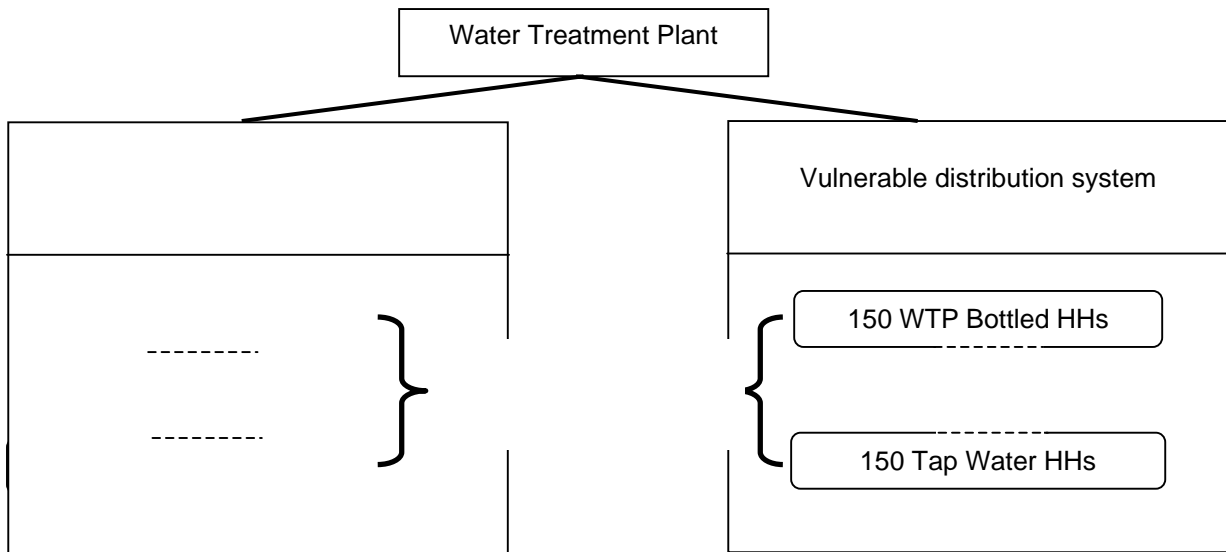 Water Treatment Plant
Vulnerable distribution system
150 WTP Bottled HHs
150 Tap Water HHs